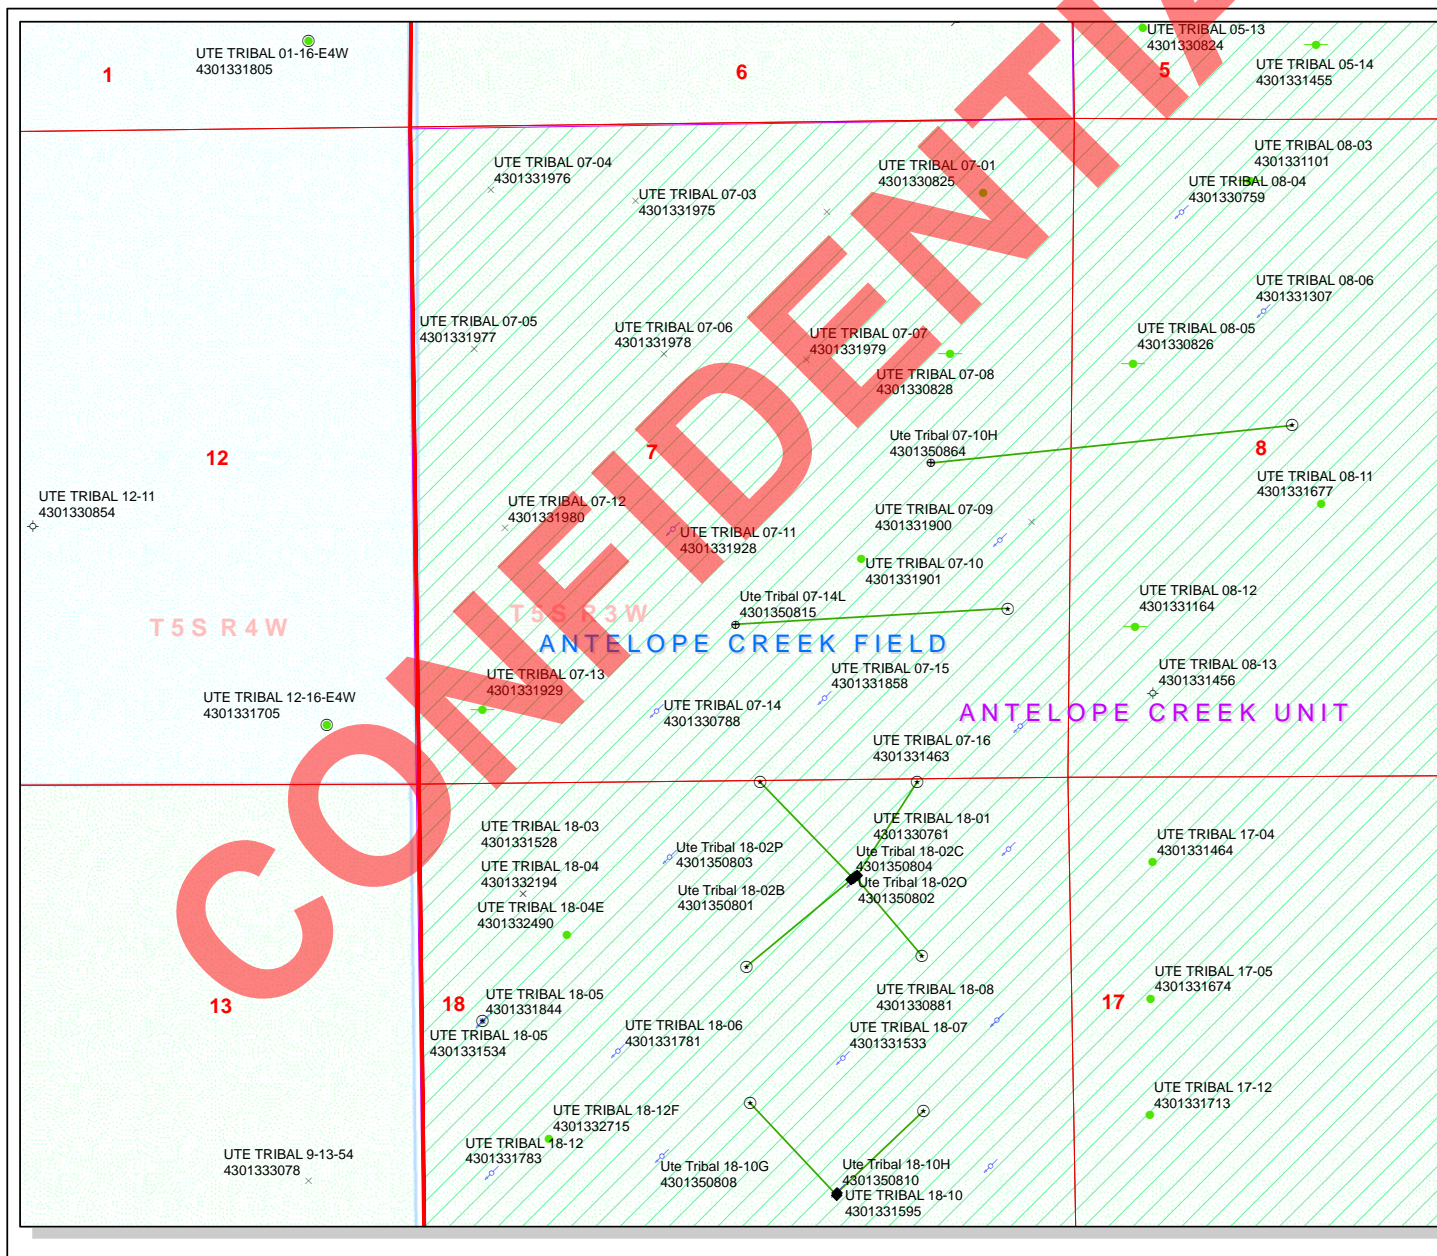 UTE TRIBAL 01-16-E4W
4301331805
1
6
UTE TRIBAL 05-13
4301330824
5
UTE TRIBAL 05-14
4301331455
UTE TRIBAL 07-04
4301331976
UTE TRIBAL 07-03
4301331975
UTE TRIBAL 07-01
4301330825
UTE TRIBAL 08-03
4301331101
UTE TRIBAL 08-04
4301330759
UTE TRIBAL 07-05
4301331977
UTE TRIBAL 07-06
4301331978
UTE TRIBAL 07-07
4301331979
UTE TRIBAL 07-08
4301330828
UTE TRIBAL 08-06
4301331307
UTE TRIBAL 08-05
4301330826
12
7
Ute Tribal 07-10H
4301350864
8
UTE TRIBAL 08-11
4301331677
UTE TRIBAL 12-11
4301330854
UTE TRIBAL 07-12
4301331980
UTE TRIBAL 07-11
4301331928
UTE TRIBAL 07-09
4301331900
UTE TRIBAL 07-10
4301331901
Ute Tribal 07-14L
4301350815
UTE TRIBAL 08-12
4301331164
T5S R4W
T5S R3W
ANTELOPE CREEK FIELD
UTE TRIBAL 07-13
4301331929
UTE TRIBAL 07-15
4301331858
UTE TRIBAL 08-13
4301331456
UTE TRIBAL 12-16-E4W
4301331705
UTE TRIBAL 07-14
4301330788
ANTELOPE CREEK UNIT
UTE TRIBAL 07-16
4301331463
UTE TRIBAL 18-03
4301331528
UTE TRIBAL 18-04
4301332194
UTE TRIBAL 18-04E
4301332490
Ute Tribal 18-02P
4301350803
Ute Tribal 18-02B
4301350801
UTE TRIBAL 18-01
4301330761
Ute Tribal 18-02C
4301350804
Ute Tribal 18-02O
4301350802
UTE TRIBAL 17-04
4301331464
13
18
UTE TRIBAL 18-05
4301331844
UTE TRIBAL 18-05
4301331534
UTE TRIBAL 18-06
4301331781
UTE TRIBAL 18-08
4301330881
UTE TRIBAL 18-07
4301331533
17
UTE TRIBAL 17-05
4301331674
UTE TRIBAL 17-12
4301331713
UTE TRIBAL 18-12F
4301332715
UTE TRIBAL 18-12
4301331783
UTE TRIBAL 9-13-54
4301333078
Ute Tribal 18-10G
4301350808
Ute Tribal 18-10H
4301350810
UTE TRIBAL 18-10
4301331595
CONFIDENTIA